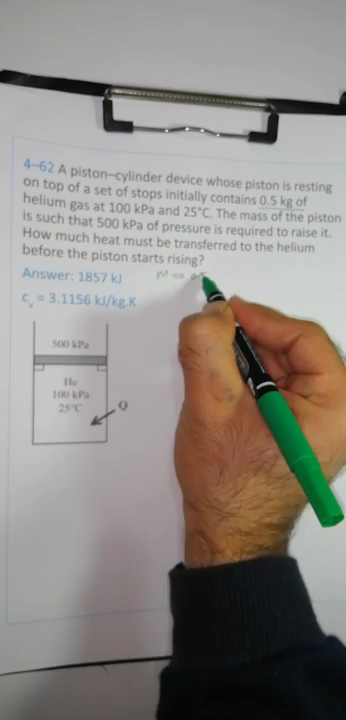 4–62 A piston–cylinder device whose piston is resting
on top of a set of stops initially contains 0.5 kg of
helium gas at 100 kPa and 25°C. The mass of the piston
is such that 500 kPa of pressure is required to raise it.
How much heat must be transferred to the helium
before the piston starts rising?
Answer: 1857 kJ
m =
cᵥ = 3.1156 kJ/kg.K
500 kPa
He
100 kPa
25°C
Q